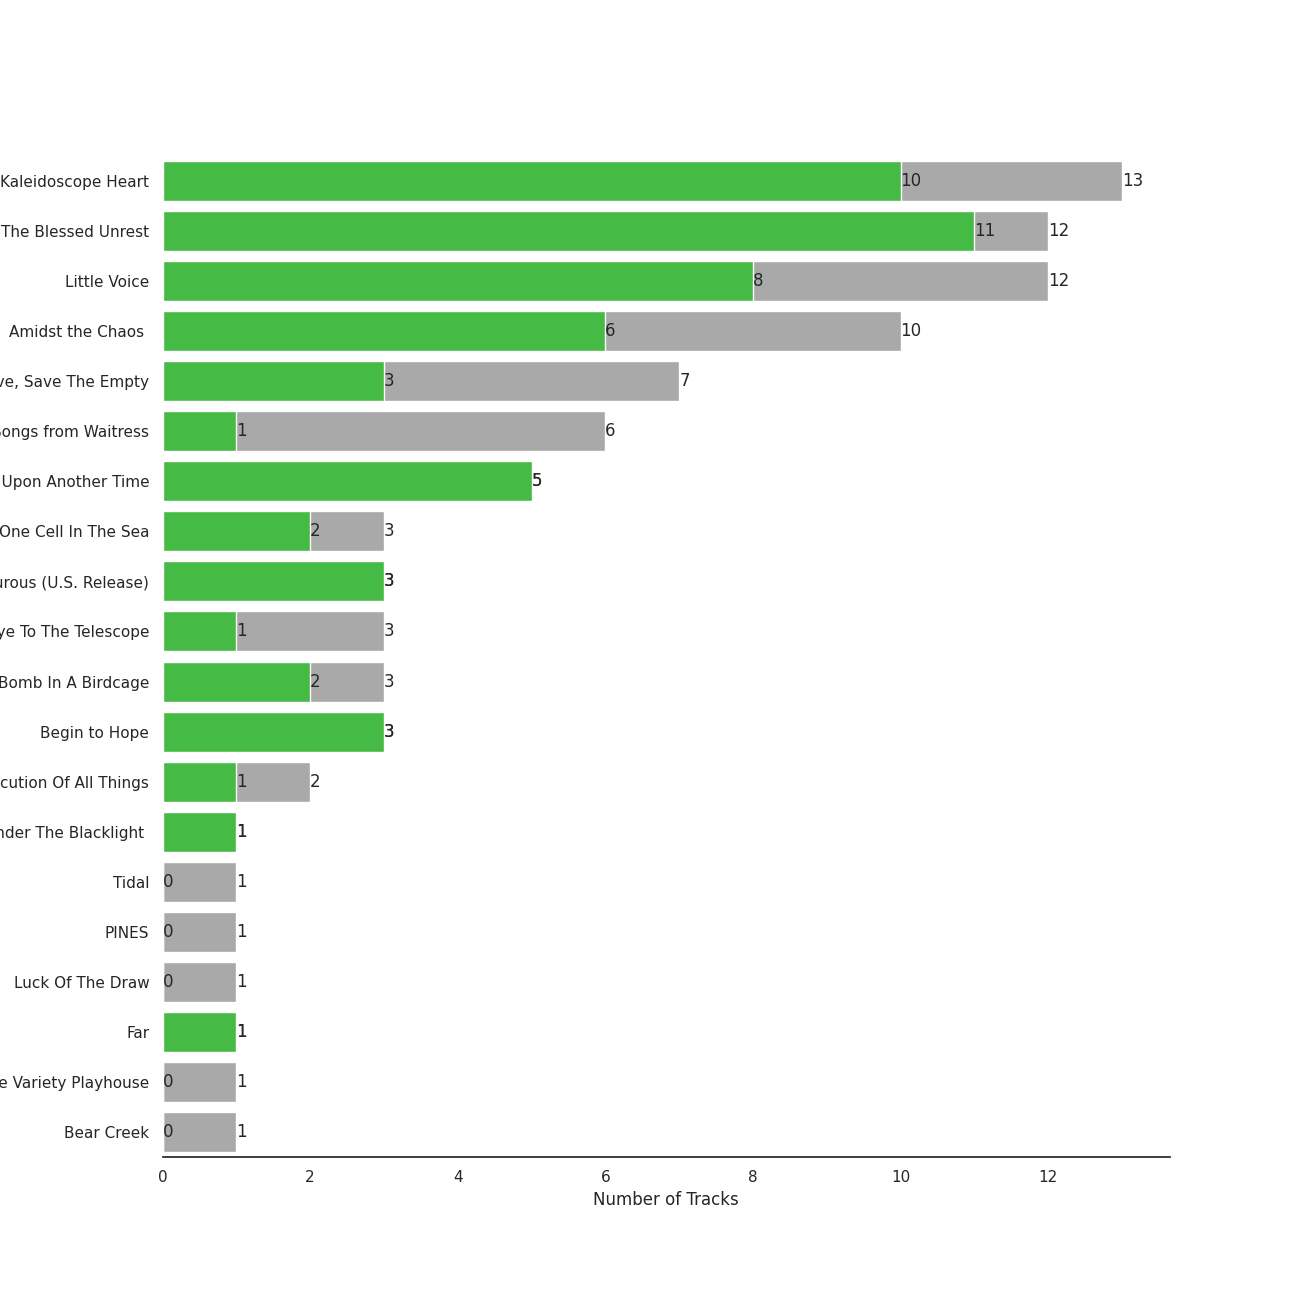 Kaleidoscope Heart 10 13
The Blessed Unrest 11 12
Little Voice 8 12
Amidst the Chaos 6 10
Save The Empty 3 7
Songs from Waitress 1 6
Upon Another Time 5
One Cell In The Sea 2 3
(U.S. Release) 3
To The Telescope 1 3
Bomb In A Birdcage 2 3
Begin to Hope 3
Of All Things 1 2
The Blacklight 1
Tidal 0 1
PINES 0 1
Luck Of The Draw 0 1
Far 1
Variety Playhouse 0 1
Bear Creek 0 1
0 2 4 6 8 10 12
Number of Tracks